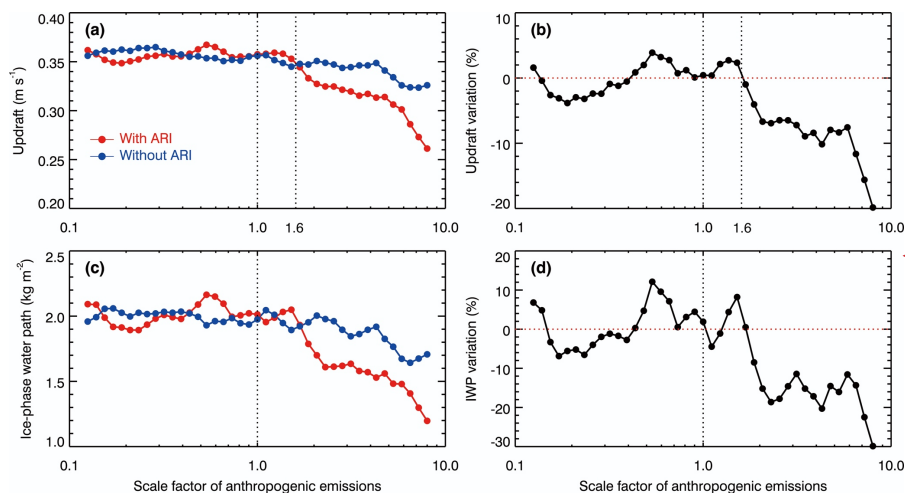 (a)
0.40
0.35
0.30
0.25
0.20
Updraft (m s⁻¹)
With ARI
Without ARI
0.1
1.0
1.6
10.0
(b)
10
0
-10
-20
Updraft variation (%)
0.1
1.0
1.6
10.0
(c)
2.5
2.0
1.5
1.0
Ice-phase water path (kg m⁻²)
0.1
1.0
10.0
Scale factor of anthropogenic emissions
(d)
20
10
0
-10
-20
-30
IWP variation (%)
0.1
1.0
10.0
Scale factor of anthropogenic emissions